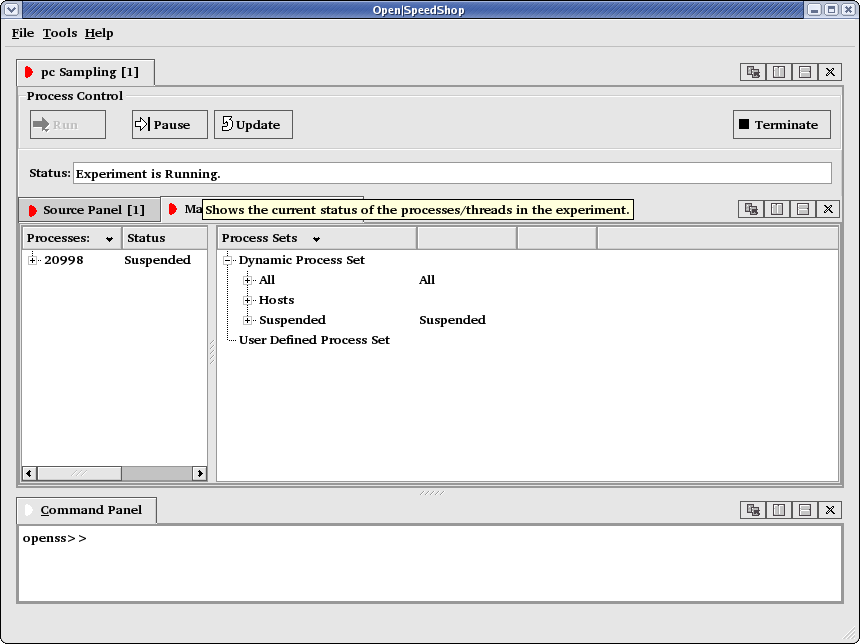 Open|SpeedShop
File Tools Help
pc Sampling [1]
Process Control
Run Pause Update Terminate
Status: Experiment is Running.
Source Panel [1]
Shows the current status of the processes/threads in the experiment.
Processes: Status Process Sets
20998 Suspended Dynamic Process Set
All All
Hosts
Suspended Suspended
User Defined Process Set
Command Panel
openss>>